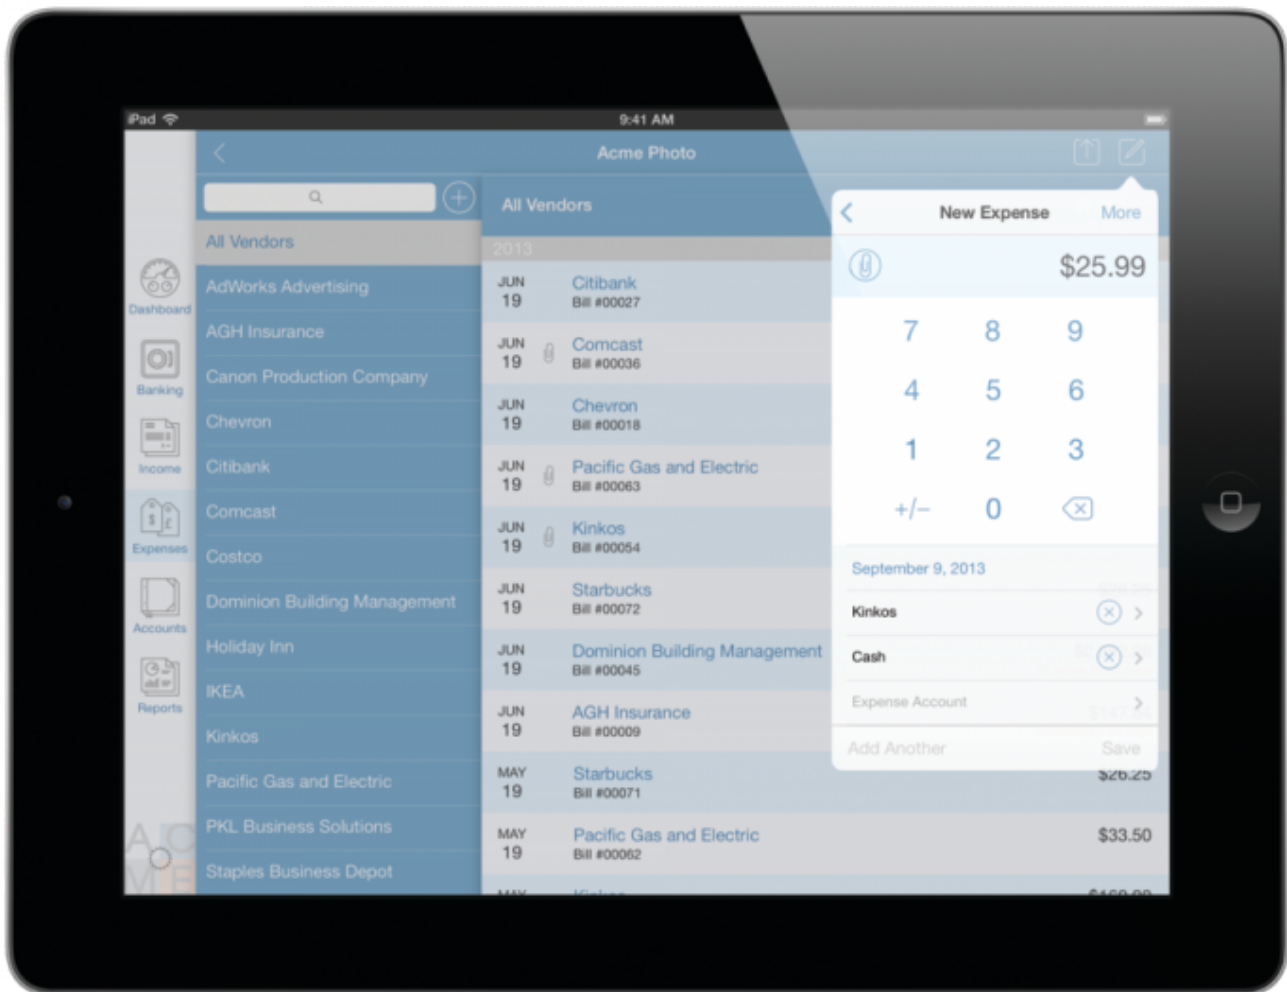 iPad
9:41 AM
Acme Photo
All Vendors
AdWorks Advertising
AGH Insurance
Canon Production Company
Chevron
Citibank
Comcast
Costco
Dominion Building Management
Holiday Inn
IKEA
Kinkos
Pacific Gas and Electric
PKL Business Solutions
Staples Business Depot
Dashboard
Banking
Income
Expenses
Accounts
Reports
ACME
All Vendors
2013
JUN 19 Citibank
Bill #00027
JUN 19 Comcast
Bill #00036
JUN 19 Chevron
Bill #00018
JUN 19 Pacific Gas and Electric
Bill #00063
JUN 19 Kinkos
Bill #00054
JUN 19 Starbucks
Bill #00072
JUN 19 Dominion Building Management
Bill #00045
JUN 19 AGH Insurance
Bill #00009
MAY 19 Starbucks $26.25
Bill #00071
MAY 19 Pacific Gas and Electric $33.50
Bill #00062
New Expense
More
$25.99
7 8 9
4 5 6
1 2 3
+/− 0
September 9, 2013
Kinkos
Cash
Expense Account
Add Another
Save